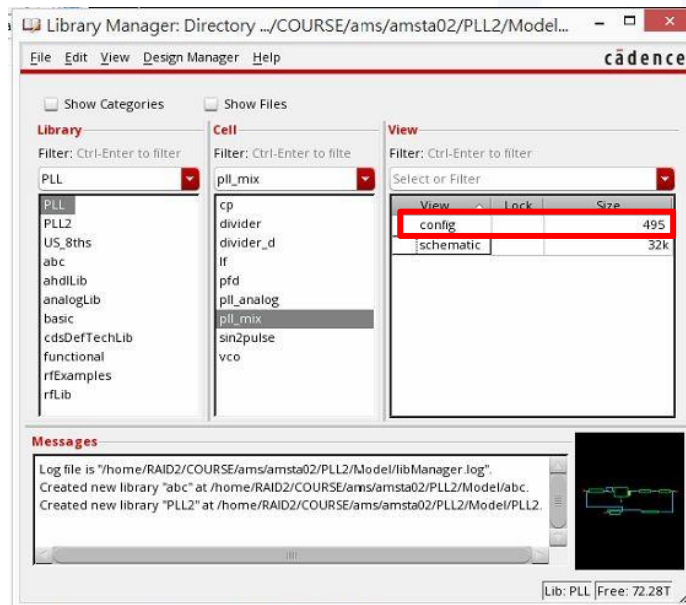 Library Manager: Directory .../COURSE/ams/amsta02/PLL2/Model...
File Edit View Design Manager Help
cādence
Show Categories Show Files
Library Cell View
Filter: Ctrl-Enter to filter Filter: Ctrl-Enter to filte Filter: Ctrl-Enter to filter
PLL pll_mix Select or Filter
PLL
PLL2
US_8ths
abc
ahdlLib
analogLib
basic
cdsDefTechLib
functional
rfExamples
rfLib
cp
divider
divider_d
lf
pfd
pll_analog
pll_mix
sin2pulse
vco
View Lock Size
config 495
schematic 32k
Messages
Log file is "/home/RAID2/COURSE/ams/amsta02/PLL2/Model/libManager.log".
Created new library "abc" at /home/RAID2/COURSE/ams/amsta02/PLL2/Model/abc.
Created new library "PLL2" at /home/RAID2/COURSE/ams/amsta02/PLL2/Model/PLL2.
Lib: PLL Free: 72.28T